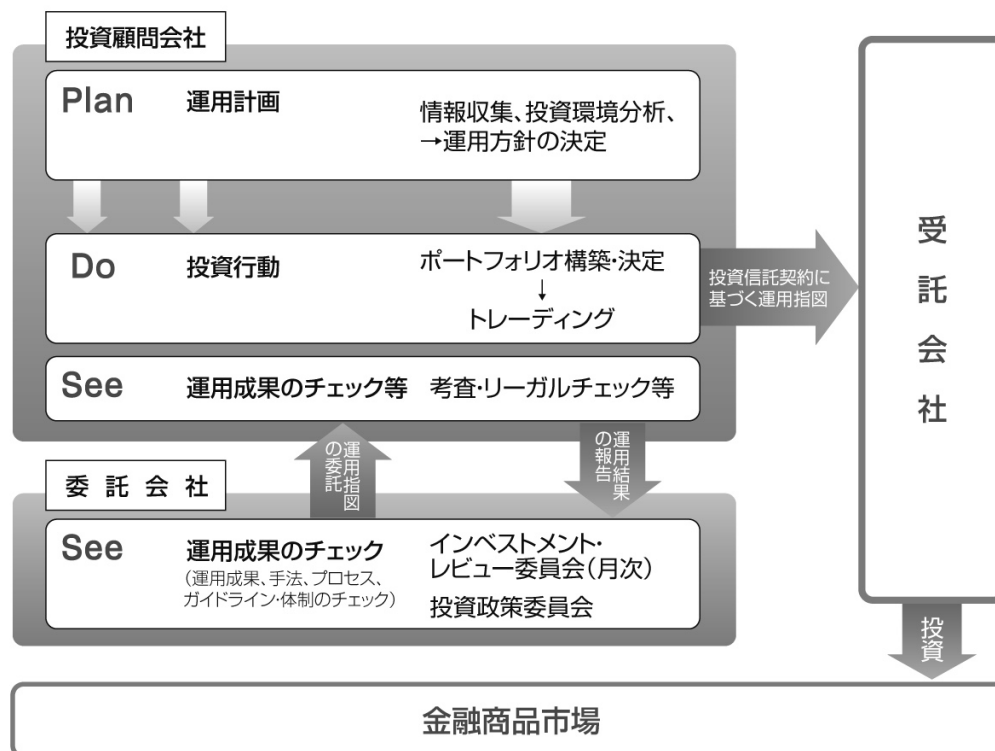 投資顧問会社
Plan 運用計画 情報収集、投資環境分析、
→運用方針の決定
Do 投資行動 ポートフォリオ構築・決定
↓
トレーディング
See 運用成果のチェック等 考査・リーガルチェック等
投資信託契約に
基づく運用指図
受託会社
運用指図
の委託
運用結果
の報告
委託会社
See 運用成果のチェック
(運用成果、手法、プロセス、
ガイドライン・体制のチェック)
インベストメント・
レビュー委員会(月次)
投資政策委員会
投資
金融商品市場